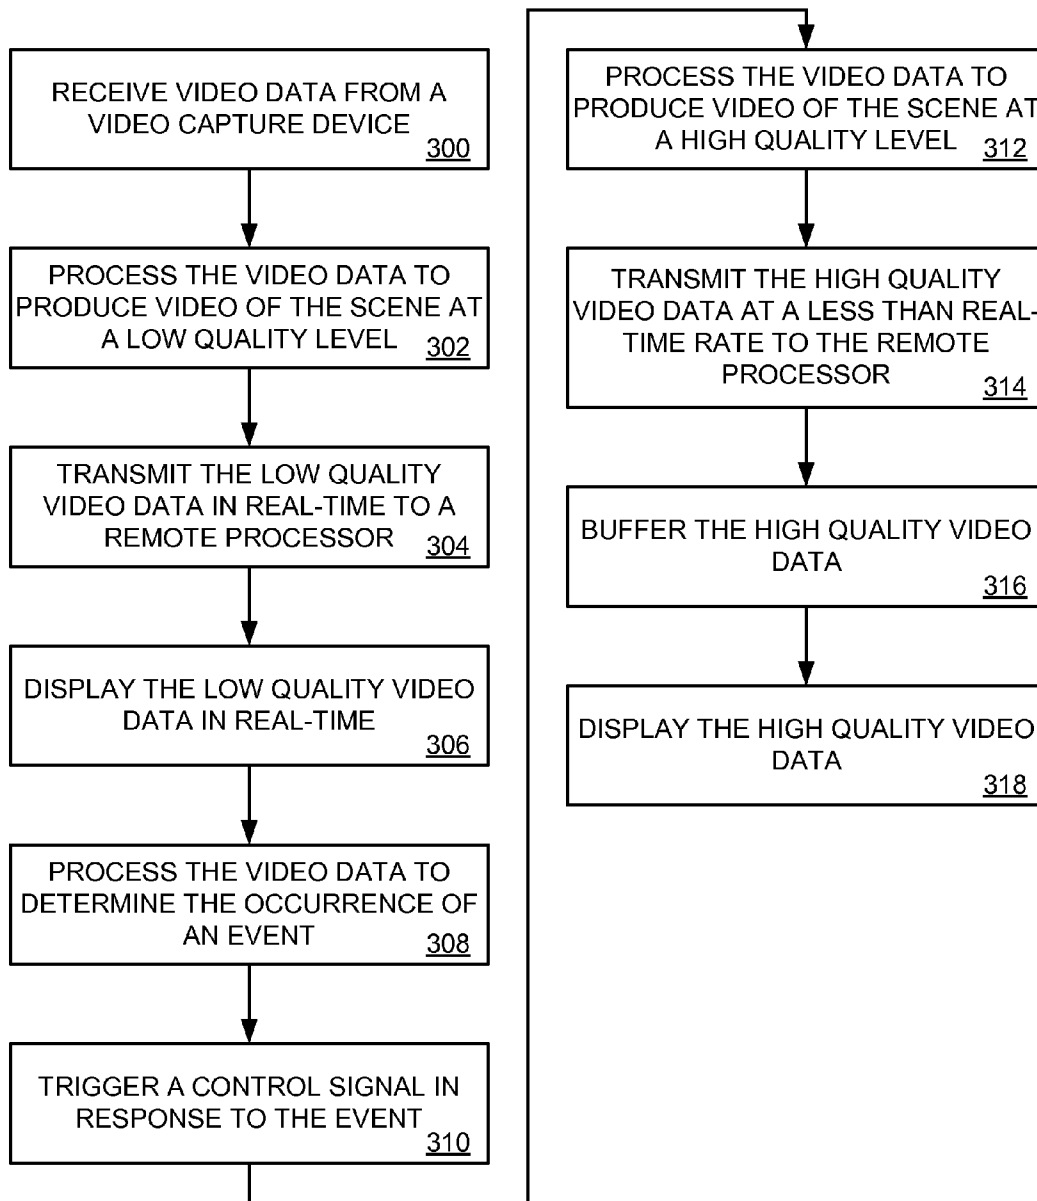 RECEIVE VIDEO DATA FROM A
VIDEO CAPTURE DEVICE
300
PROCESS THE VIDEO DATA TO
PRODUCE VIDEO OF THE SCENE AT
A LOW QUALITY LEVEL
302
TRANSMIT THE LOW QUALITY
VIDEO DATA IN REAL-TIME TO A
REMOTE PROCESSOR
304
DISPLAY THE LOW QUALITY VIDEO
DATA IN REAL-TIME
306
PROCESS THE VIDEO DATA TO
DETERMINE THE OCCURRENCE OF
AN EVENT
308
TRIGGER A CONTROL SIGNAL IN
RESPONSE TO THE EVENT
310
PROCESS THE VIDEO DATA TO
PRODUCE VIDEO OF THE SCENE AT
A HIGH QUALITY LEVEL
312
TRANSMIT THE HIGH QUALITY
VIDEO DATA AT A LESS THAN REAL-
TIME RATE TO THE REMOTE
PROCESSOR
314
BUFFER THE HIGH QUALITY VIDEO
DATA
316
DISPLAY THE HIGH QUALITY VIDEO
DATA
318